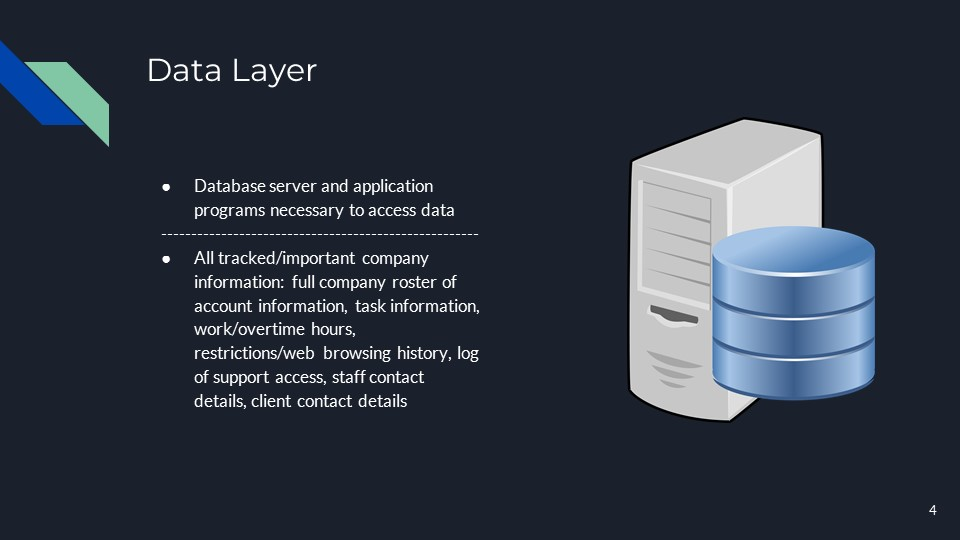 Data Layer
● Database server and application
programs necessary to access data
-----------------------------------------------------
● All tracked/important company
information: full company roster of
account information, task information,
work/overtime hours,
restrictions/web browsing history, log
of support access, staff contact
details, client contact details
4